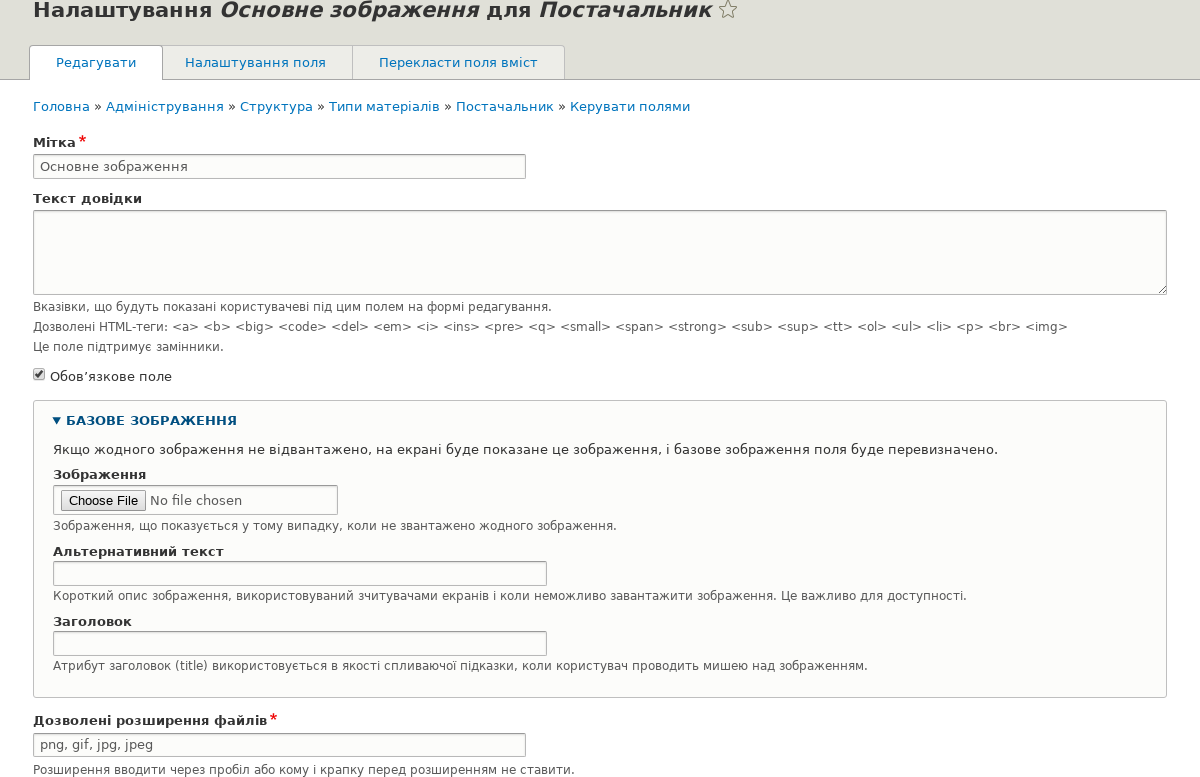 Налаштування Основне зображення для Постачальник
Редагувати
Налаштування поля
Перекласти поля вміст
Головна » Адміністрування » Структура » Типи матеріалів » Постачальник » Керувати полями
Мітка*
Основне зображення
Текст довідки
Вказівки, що будуть показані користувачеві під цим полем на формі редагування.
Дозволені HTML-теги: <a> <b> <big> <code> <del> <em> <i> <ins> <pre> <q> <small> <span> <strong> <sub> <sup> <tt> <ol> <ul> <li> <p> <br> <img>
Це поле підтримує замінники.
Обов’язкове поле
БАЗОВЕ ЗОБРАЖЕННЯ
Якщо жодного зображення не відвантажено, на екрані буде показане це зображення, і базове зображення поля буде перевизначено.
Зображення
Choose File No file chosen
Зображення, що показується у тому випадку, коли не звантажено жодного зображення.
Альтернативний текст
Короткий опис зображення, використовуваний зчитувачами екранів і коли неможливо завантажити зображення. Це важливо для доступності.
Заголовок
Атрибут заголовок (title) використовується в якості спливаючої підказки, коли користувач проводить мишею над зображенням.
Дозволені розширення файлів*
png, gif, jpg, jpeg
Розширення вводити через пробіл або кому і крапку перед розширенням не ставити.